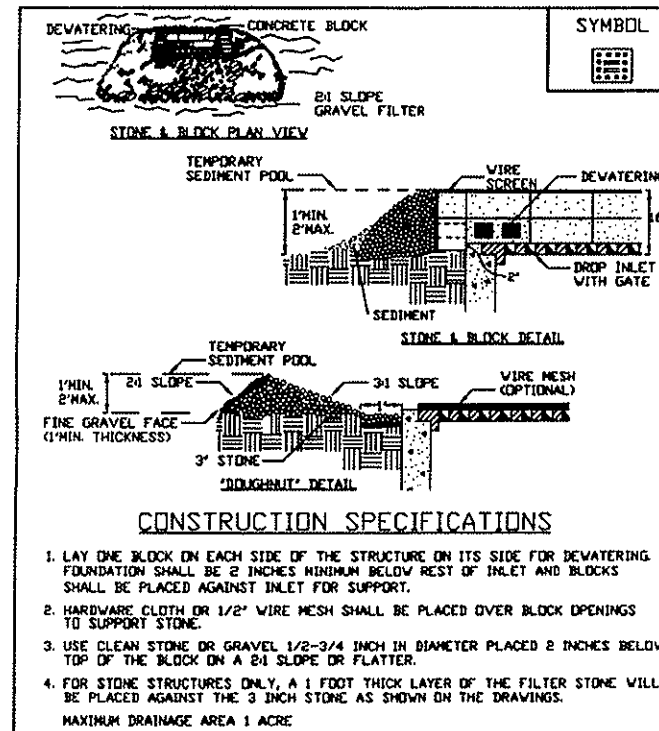 SYMBOL
DEWATERING
CONCRETE BLOCK
2:1 SLOPE
GRAVEL FILTER
STONE & BLOCK PLAN VIEW
TEMPORARY
SEDIMENT POOL
WIRE
SCREEN
DEWATERING
1'MIN.
2'MAX.
16
2"
DROP INLET
WITH GATE
SEDIMENT
STONE & BLOCK DETAIL
TEMPORARY
SEDIMENT POOL
1'MIN.
2'MAX.
2:1 SLOPE
3:1 SLOPE
WIRE MESH
(OPTIONAL)
FINE GRAVEL FACE
(1'MIN. THICKNESS)
3" STONE
"DOUGHNUT" DETAIL
CONSTRUCTION SPECIFICATIONS
1. LAY ONE BLOCK ON EACH SIDE OF THE STRUCTURE ON ITS SIDE FOR DEWATERING.
FOUNDATION SHALL BE 2 INCHES MINIMUM BELOW REST OF INLET AND BLOCKS
SHALL BE PLACED AGAINST INLET FOR SUPPORT.
2. HARDWARE CLOTH OR 1/2" WIRE MESH SHALL BE PLACED OVER BLOCK OPENINGS
TO SUPPORT STONE.
3. USE CLEAN STONE OR GRAVEL 1/2-3/4 INCH IN DIAMETER PLACED 2 INCHES BELOW
TOP OF THE BLOCK ON A 2:1 SLOPE OR FLATTER.
4. FOR STONE STRUCTURES ONLY, A 1 FOOT THICK LAYER OF THE FILTER STONE WILL
BE PLACED AGAINST THE 3 INCH STONE AS SHOWN ON THE DRAWINGS.
MAXIMUM DRAINAGE AREA 1 ACRE